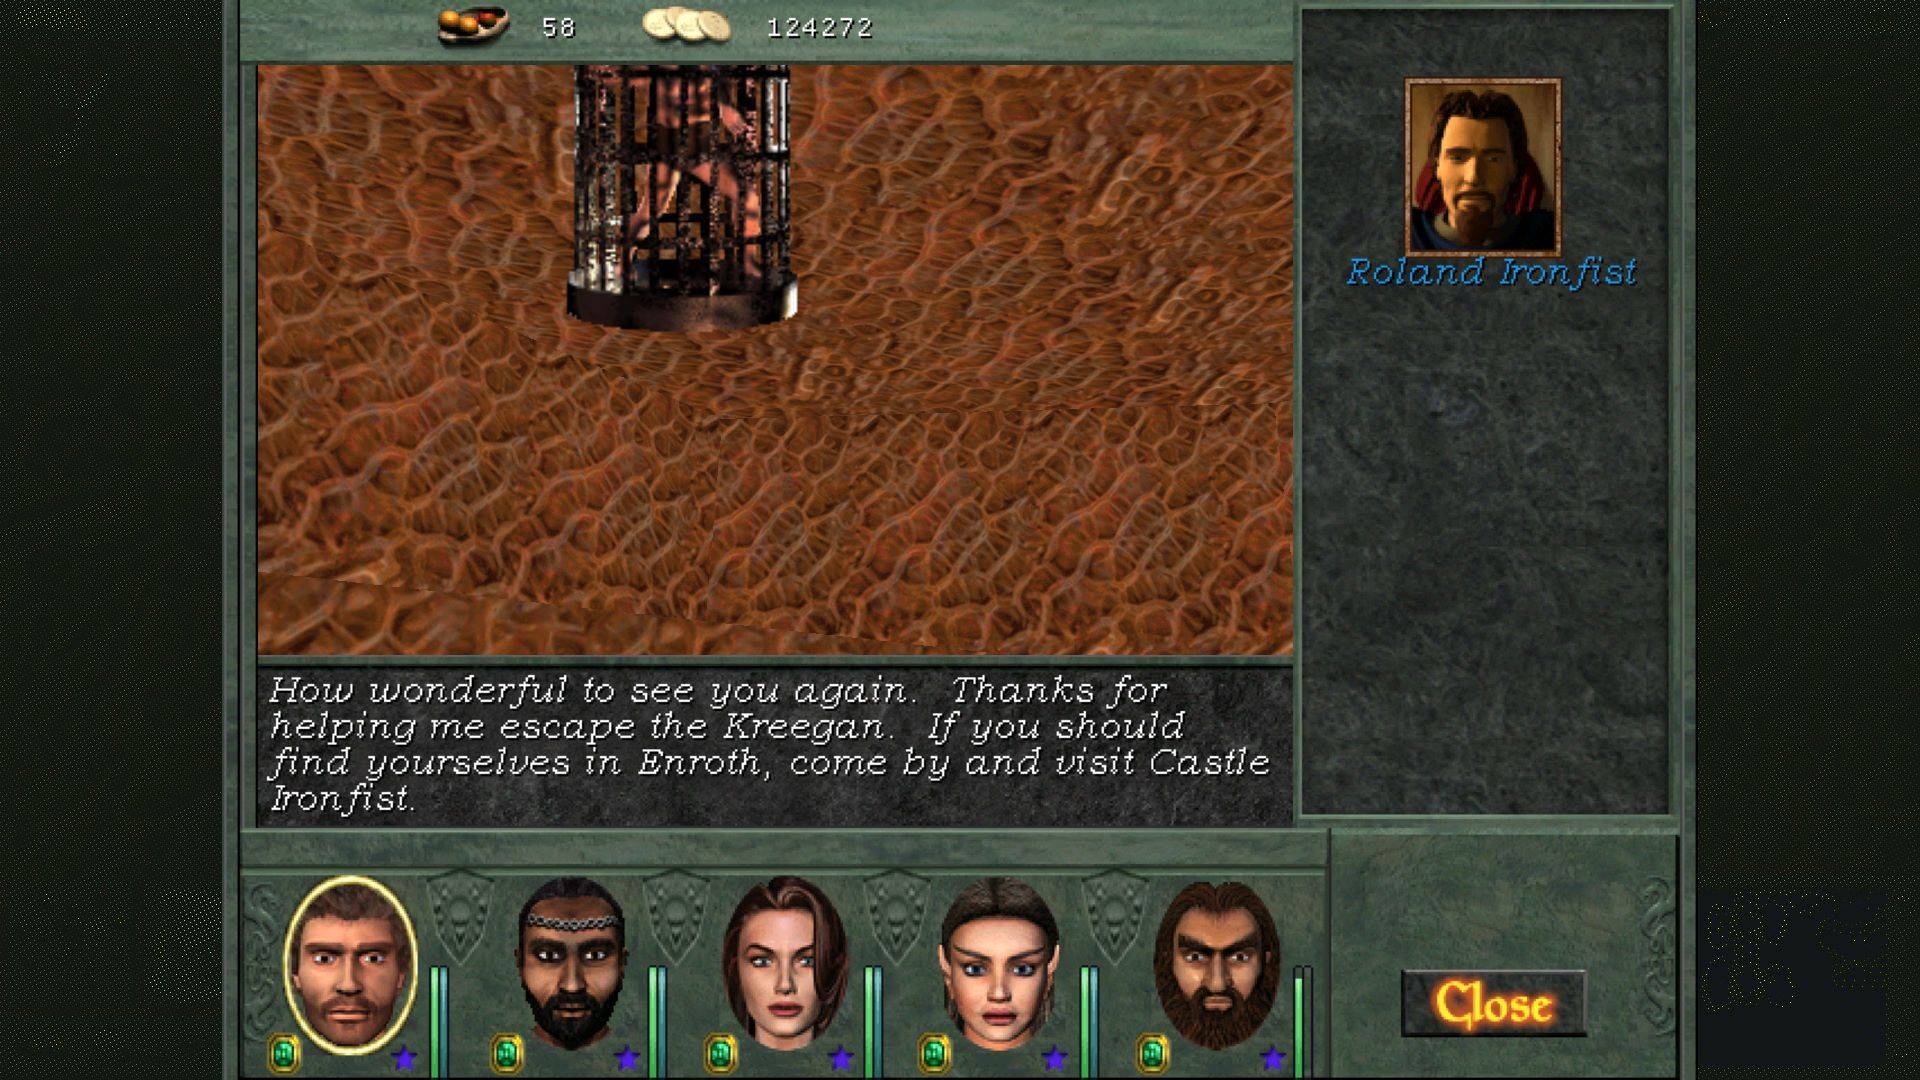 58 124272
Roland Ironfist
How wonderful to see you again. Thanks for
helping me escape the Kreegan. If you should
find yourselves in Enroth, come by and visit Castle
Ironfist.
Close